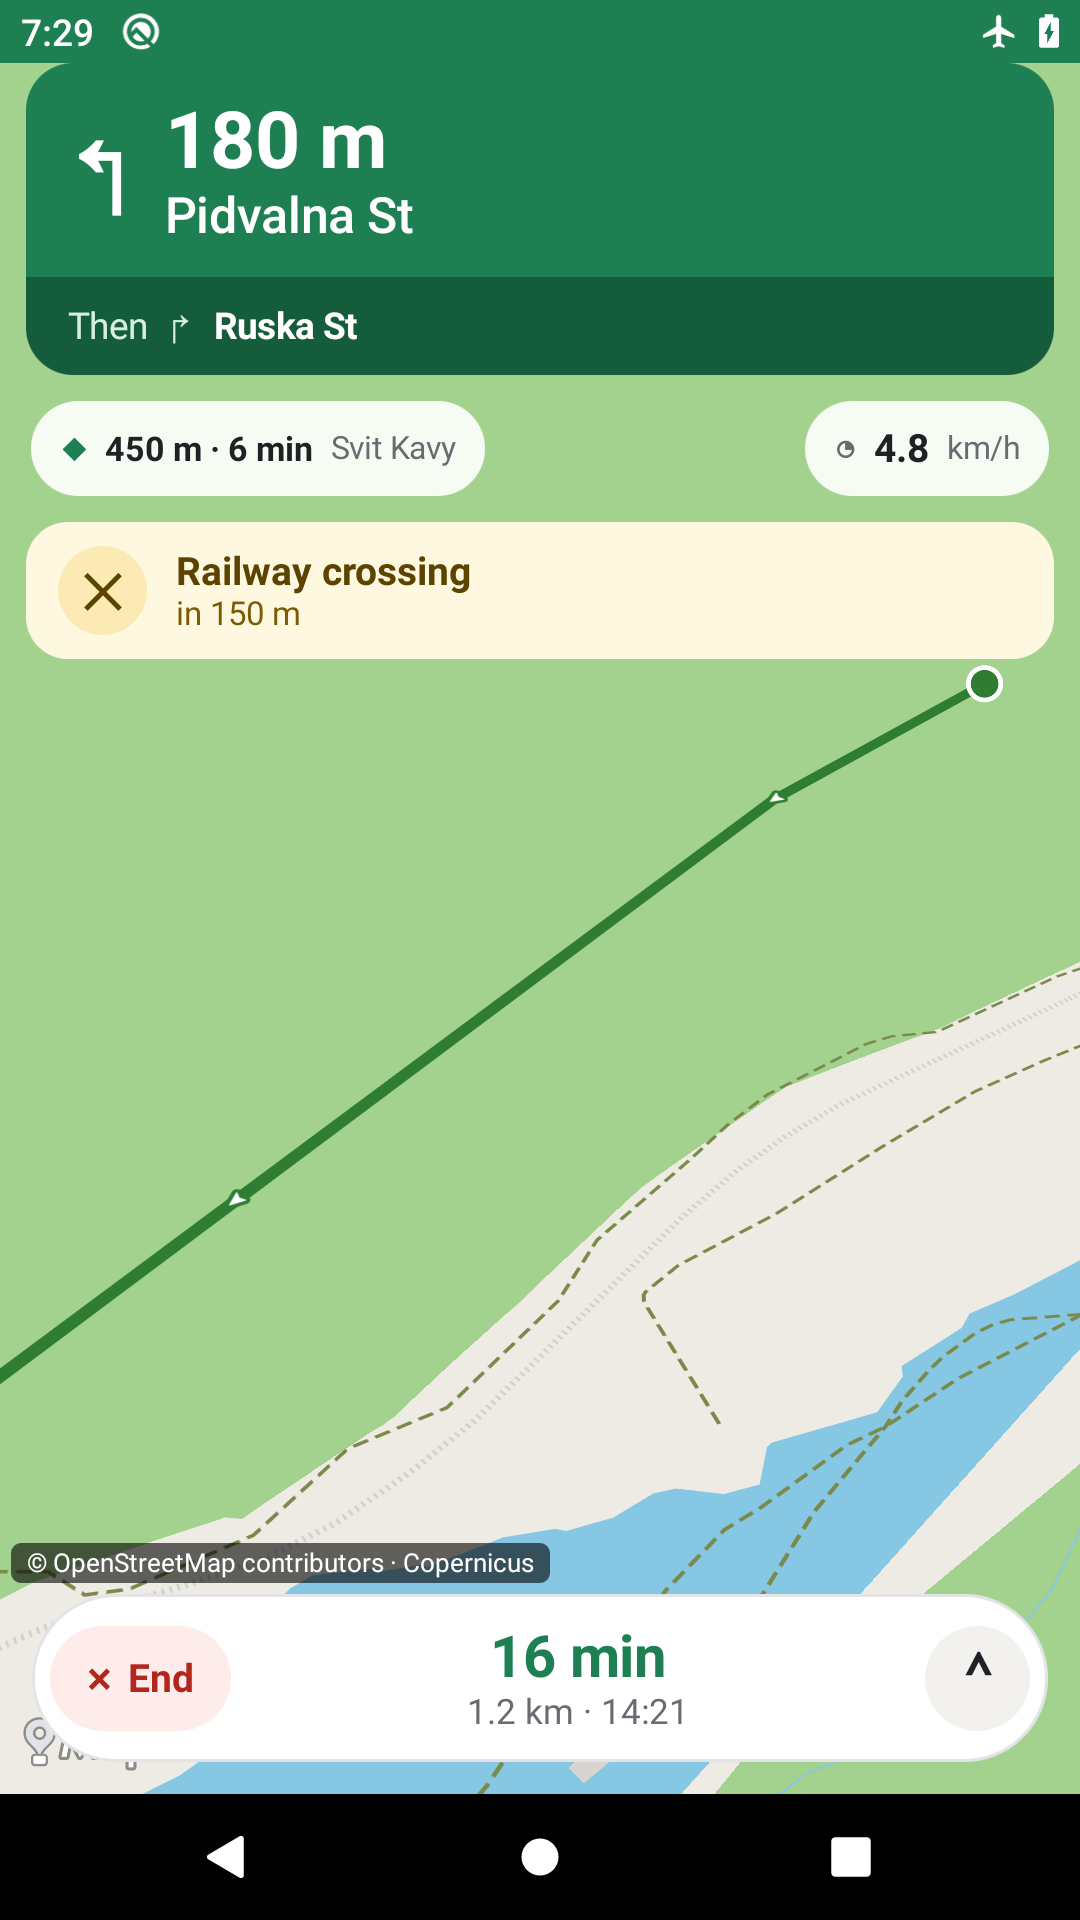 7:29
180 m
Pidvalna St
Then Ruska St
450 m · 6 min Svit Kavy
4.8 km/h
Railway crossing
in 150 m
© OpenStreetMap contributors · Copernicus
End
16 min
1.2 km · 14:21